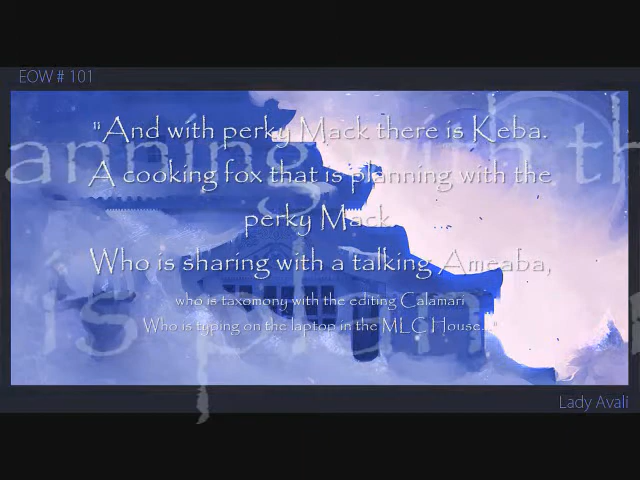 EOW # 101
"And with perky Mack there is Keba.
A cooking fox that is planning with the
perky Mack
Who is sharing with a talking Ameaba,
who is taxomony with the editing Calamari
Who is typing on the laptop in the MLC House...
Lady Avali